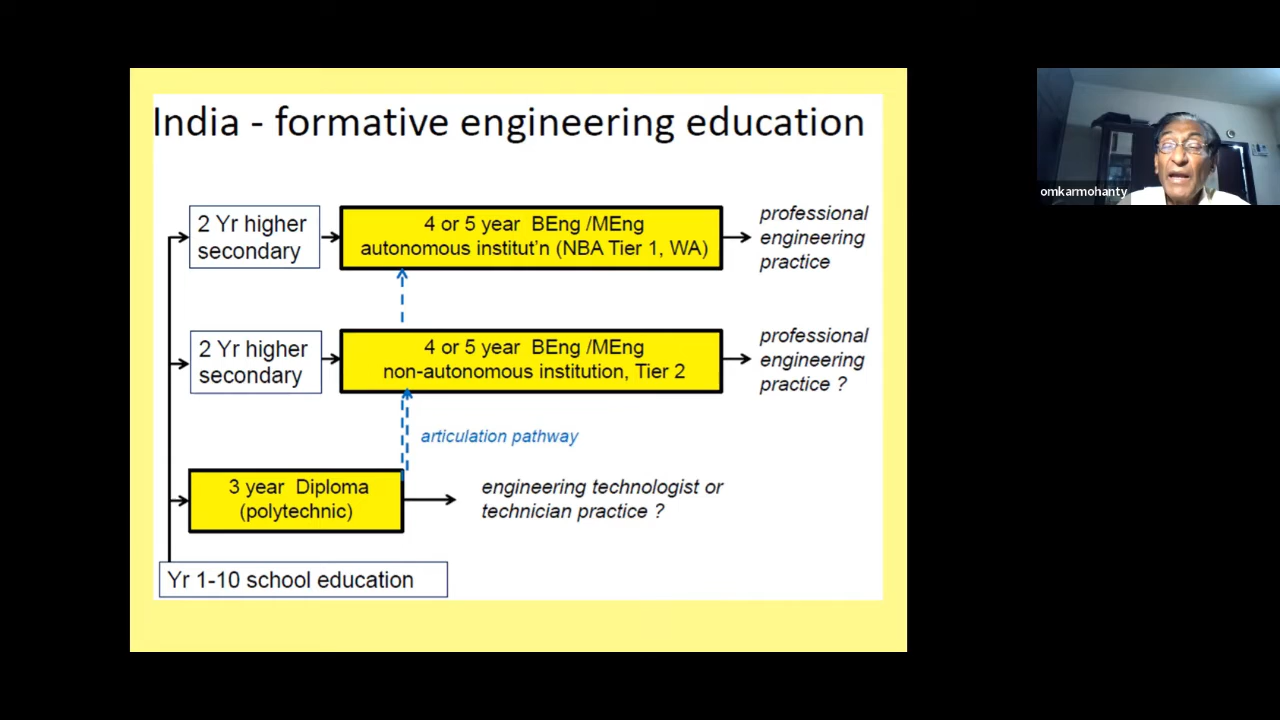 India - formative engineering education
2 Yr higher
secondary
4 or 5 year BEng /MEng
autonomous institut'n (NBA Tier 1, WA)
professional
engineering
practice
2 Yr higher
secondary
4 or 5 year BEng /MEng
non-autonomous institution, Tier 2
professional
engineering
practice ?
articulation pathway
3 year Diploma
(polytechnic)
engineering technologist or
technician practice ?
Yr 1-10 school education
omkarmohanty